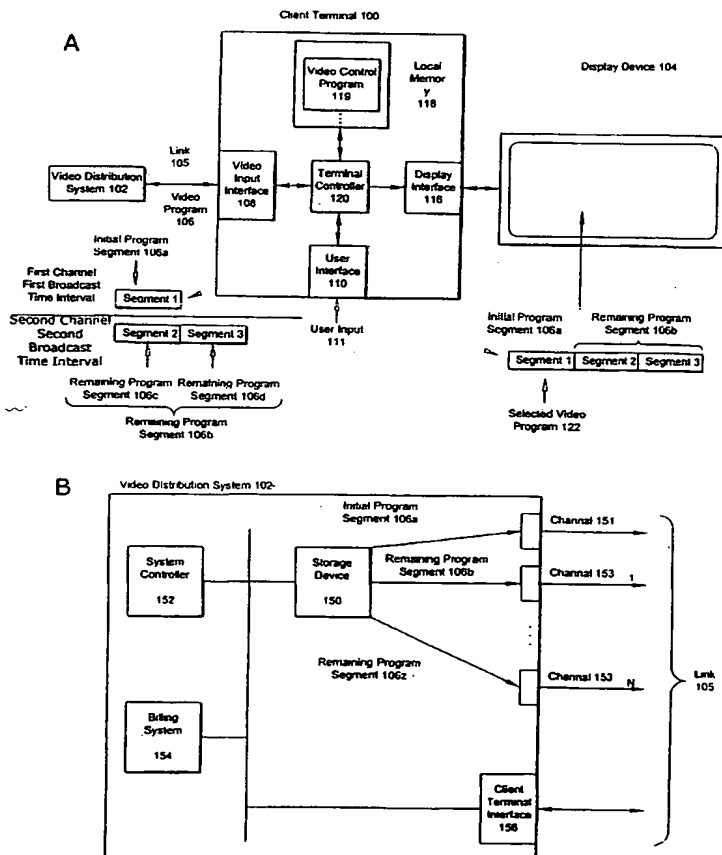 Client Terminal 100
A
Video Control
Program
119
Local
Memor
y
118
Display Device 104
Link
105
Video Distribution
System 102
Video
Program
106
Video
Input
Interface
108
Terminal
Controller
120
Display
Interface
116
Initial Program
Segment 106a
User
Interface
110
First Channel
First Broadcast
Time Interval
Segment 1
Second Channel
Second
Broadcast
Time Interval
Segment 2
Segment 3
User Input
111
Initial Program
Segment 106a
Remaining Program
Segment 106b
Segment 1
Segment 2
Segment 3
Remaining Program
Segment 106c
Remaining Program
Segment 106d
Remaining Program
Segment 106b
Selected Video
Program 122
B
Video Distribution System 102
Initial Program
Segment 106a
Channel 151
System
Controller
152
Storage
Device
150
Remaining Program
Segment 106b
Channel 153
1
Remaining Program
Segment 106z
Channel 153
N
Link
105
Billing
System
154
Client
Terminal
Interface
156